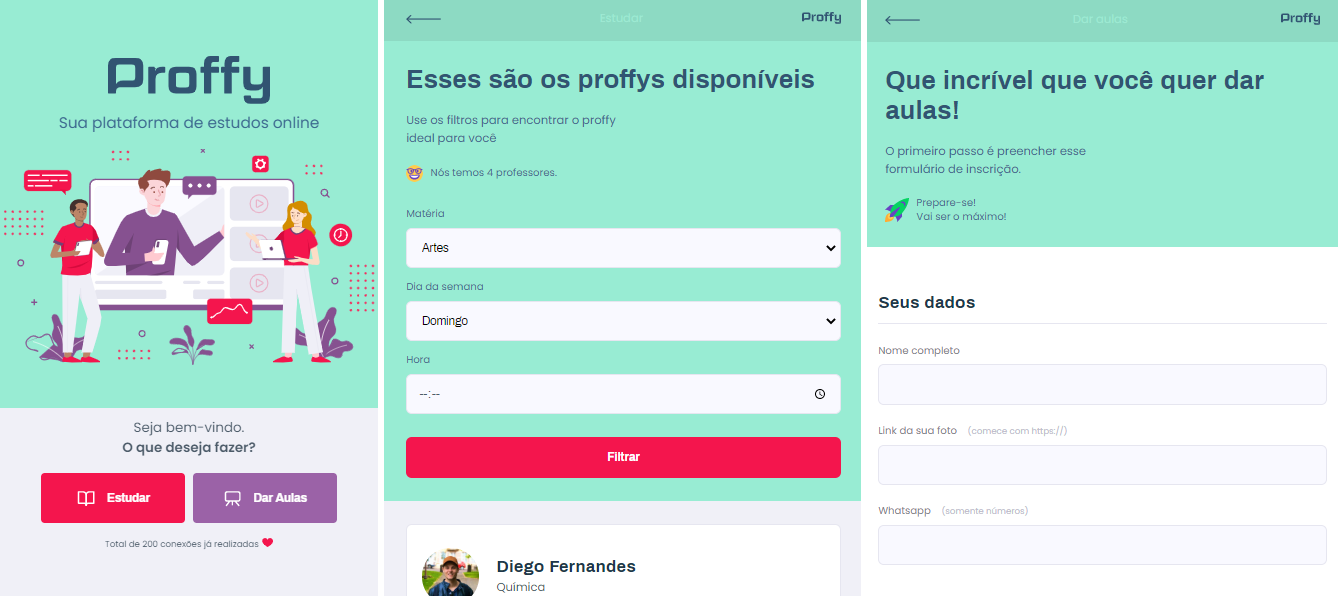 Proffy
Sua plataforma de estudos online
Seja bem-vindo.
O que deseja fazer?
Estudar
Dar Aulas
Total de 200 conexões já realizadas
Estudar
Proffy
Esses são os proffys disponíveis
Use os filtros para encontrar o proffy
ideal para você
Nós temos 4 professores.
Matéria
Artes
Dia da semana
Domingo
Hora
--:--
Filtrar
Diego Fernandes
Química
Dar aulas
Proffy
Que incrível que você quer dar
aulas!
O primeiro passo é preencher esse
formulário de inscrição.
Prepare-se!
Vai ser o máximo!
Seus dados
Nome completo
Link da sua foto (comece com https://)
Whatsapp (somente números)